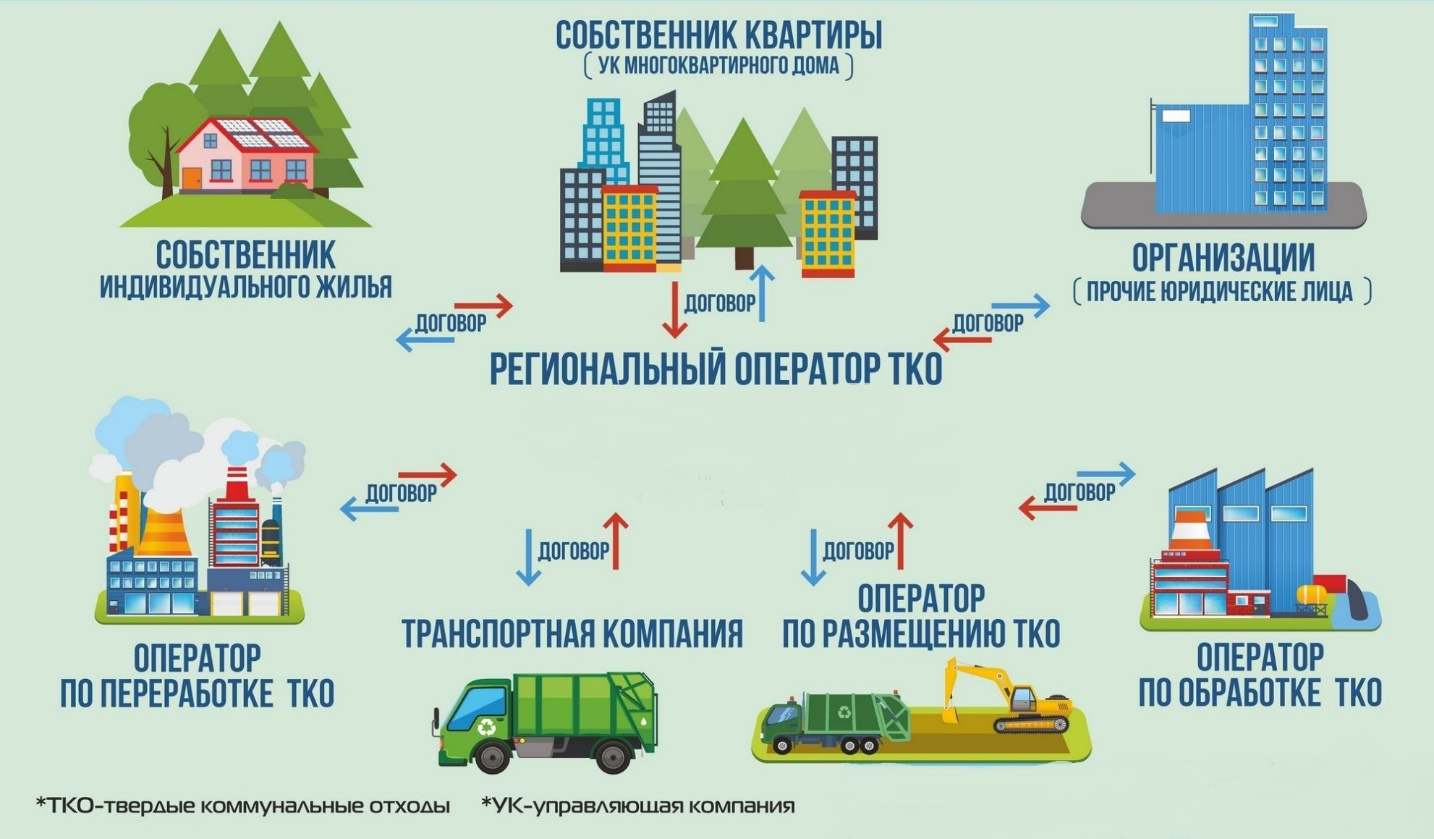 СОБСТВЕННИК КВАРТИРЫ
( УК МНОГОКВАРТИРНОГО ДОМА )
СОБСТВЕННИК
ИНДИВИДУАЛЬНОГО ЖИЛЬЯ
ОРГАНИЗАЦИИ
( ПРОЧИЕ ЮРИДИЧЕСКИЕ ЛИЦА )
ДОГОВОР
ДОГОВОР
ДОГОВОР
РЕГИОНАЛЬНЫЙ ОПЕРАТОР ТКО
ДОГОВОР
ДОГОВОР
ДОГОВОР
ДОГОВОР
ОПЕРАТОР
ПО ПЕРЕРАБОТКЕ ТКО
ТРАНСПОРТНАЯ КОМПАНИЯ
ОПЕРАТОР
ПО РАЗМЕЩЕНИЮ ТКО
ОПЕРАТОР
ПО ОБРАБОТКЕ ТКО
*ТКО-твердые коммунальные отходы *УК-управляющая компания